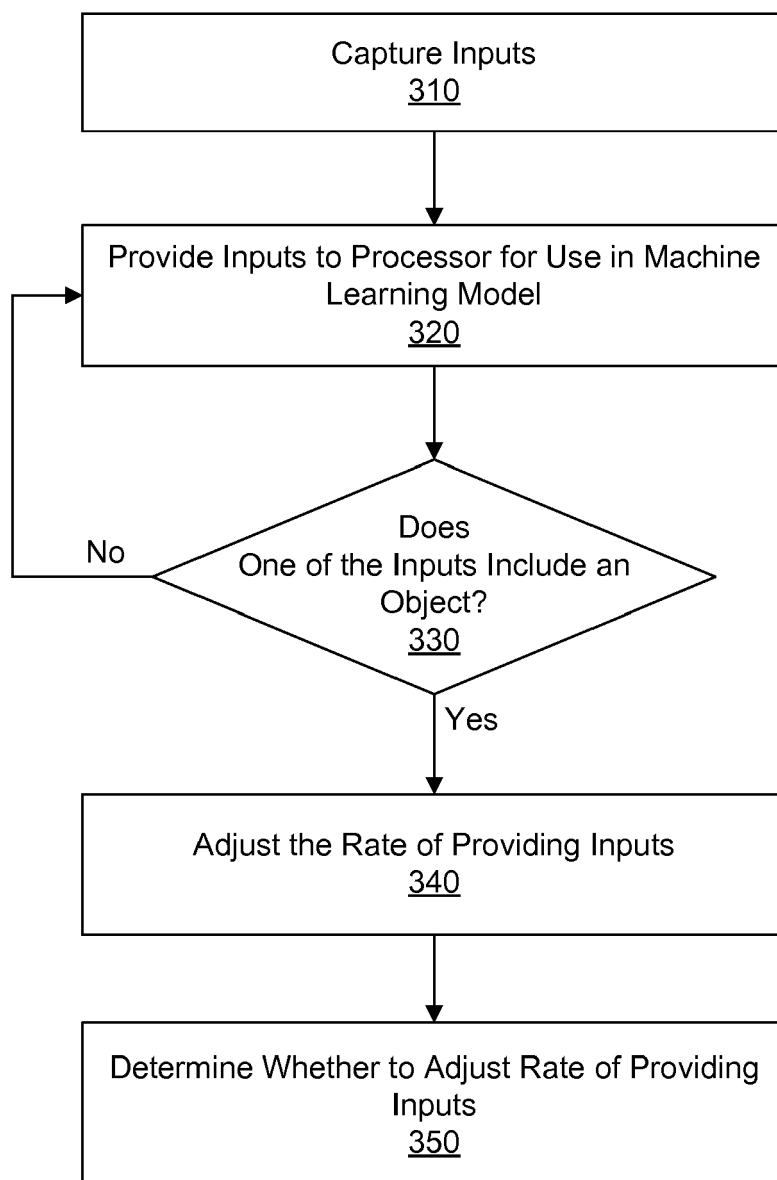 Capture Inputs
310
Provide Inputs to Processor for Use in Machine
Learning Model
320
Does
One of the Inputs Include an
Object?
330
No
Yes
Adjust the Rate of Providing Inputs
340
Determine Whether to Adjust Rate of Providing
Inputs
350